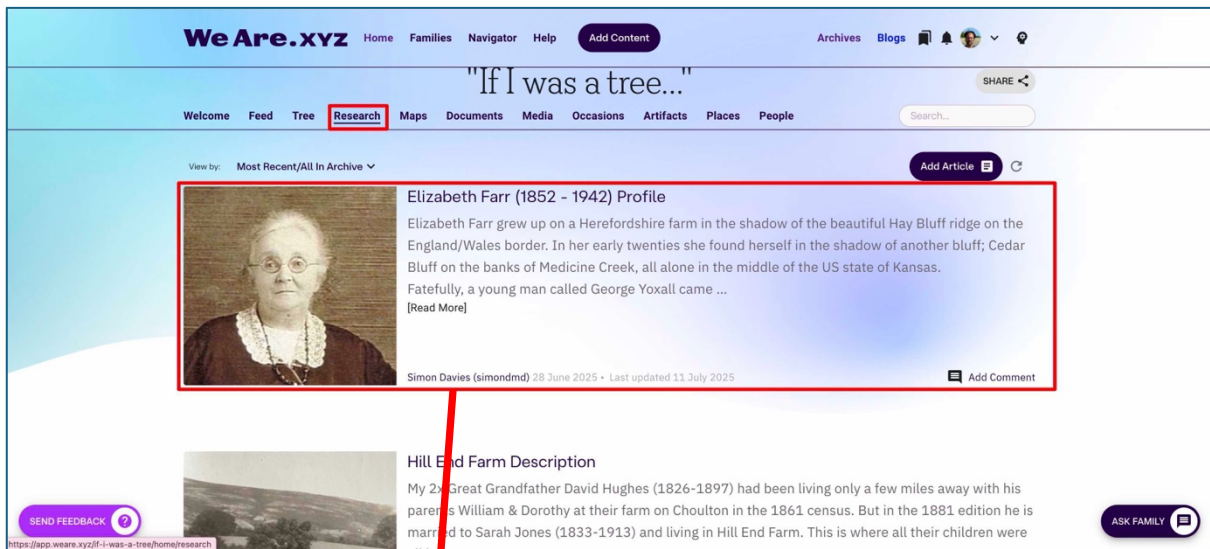 We Are.xyz Home Families Navigator Help Add Content Archives Blogs
"If I was a tree..."
SHARE
Welcome Feed Tree Research Maps Documents Media Occasions Artifacts Places People Search...
View by: Most Recent/All In Archive Add Article
Elizabeth Farr (1852 - 1942) Profile
Elizabeth Farr grew up on a Herefordshire farm in the shadow of the beautiful Hay Bluff ridge on the
England/Wales border. In her early twenties she found herself in the shadow of another bluff; Cedar
Bluff on the banks of Medicine Creek, all alone in the middle of the US state of Kansas.
Fatefully, a young man called George Yoxall came ...
[Read More]
Simon Davies (simondmd) 28 June 2025 • Last updated 11 July 2025 Add Comment
Hill End Farm Description
My 2x Great Grandfather David Hughes (1826-1897) had been living only a few miles away with his
parents William & Dorothy at their farm on Choulton in the 1861 census. But in the 1881 edition he is
married to Sarah Jones (1833-1913) and living in Hill End Farm. This is where all their children were
SEND FEEDBACK ?
ASK FAMILY
https://app.weare.xyz/if-i-was-a-tree/home/research